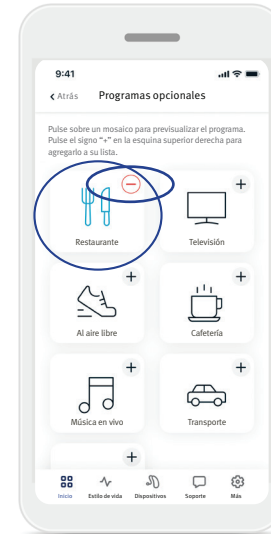 9:41
Atrás Programas opcionales
Pulse sobre un mosaico para previsualizar el programa.
Pulse el signo "+" en la esquina superior derecha para
agregarlo a su lista.
Restaurante Televisión
Al aire libre Cafetería
Música en vivo Transporte
Inicio Estilo de vida Dispositivos Soporte Más